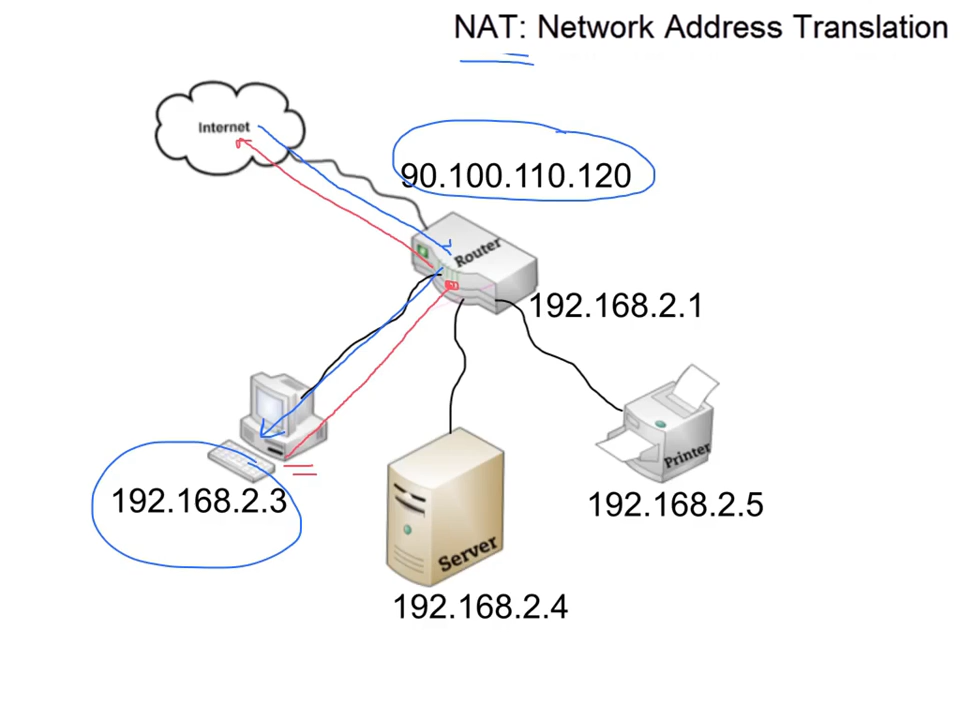 NAT: Network Address Translation
Internet
90.100.110.120
Router
192.168.2.1
Printer
192.168.2.3
192.168.2.5
Server
192.168.2.4